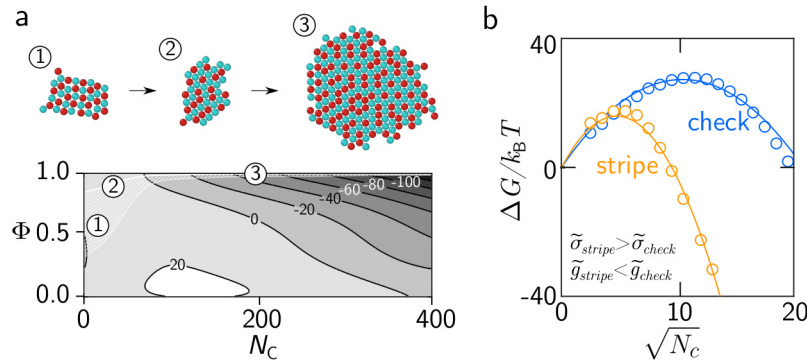 a
b
1
2
3
1.0
Φ 0.5
0.0
1
2
3
20
0
-20
-40
-60
-80
-100
0 200 400
N_C
ΔG/k_B T
40
0
-40
check
stripe
σ̃_stripe > σ̃_check
g̃_stripe < g̃_check
0 10 20
√N_c